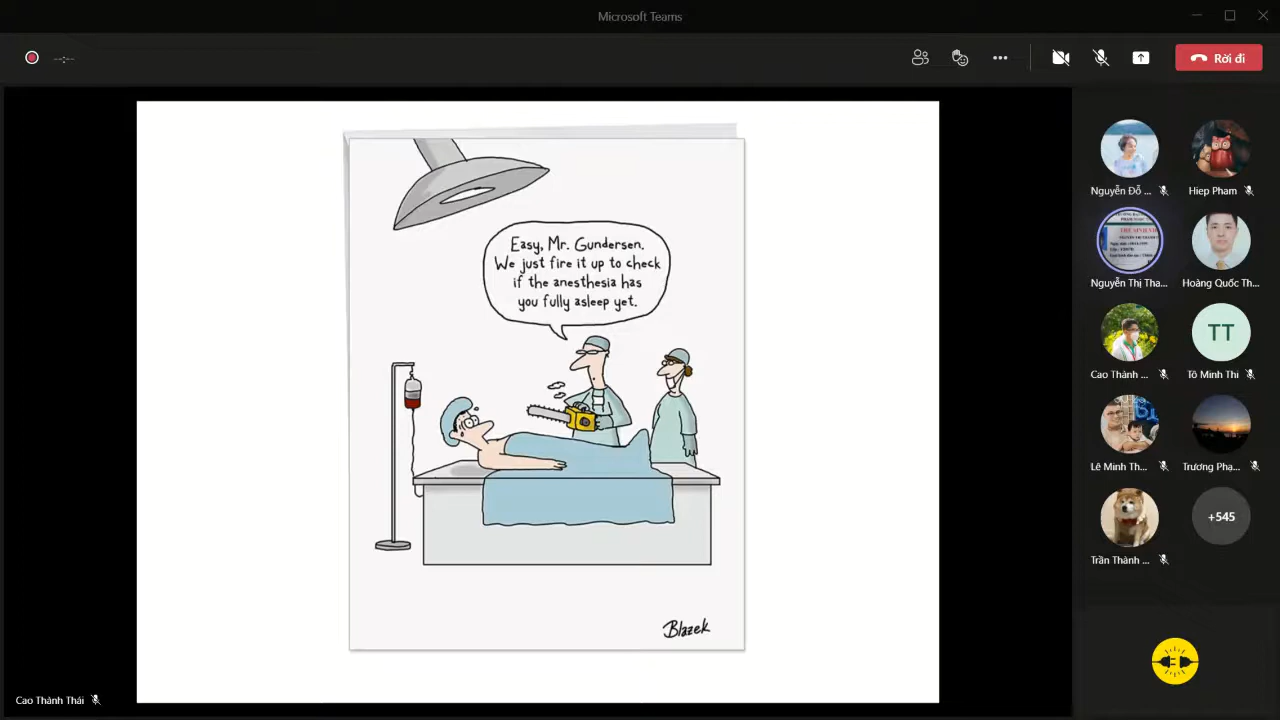 Microsoft Teams
--:--
Rời đi
Easy, Mr. Gundersen.
We just fire it up to check
if the anesthesia has
you fully asleep yet.
Blazek
Nguyễn Đỗ ...
Hiep Pham
Nguyễn Thị Tha...
Hoàng Quốc Th...
Cao Thành ...
TT
Tô Minh Thi
Lê Minh Th...
Trương Phạ...
Trần Thành ...
+545
Cao Thành Thái